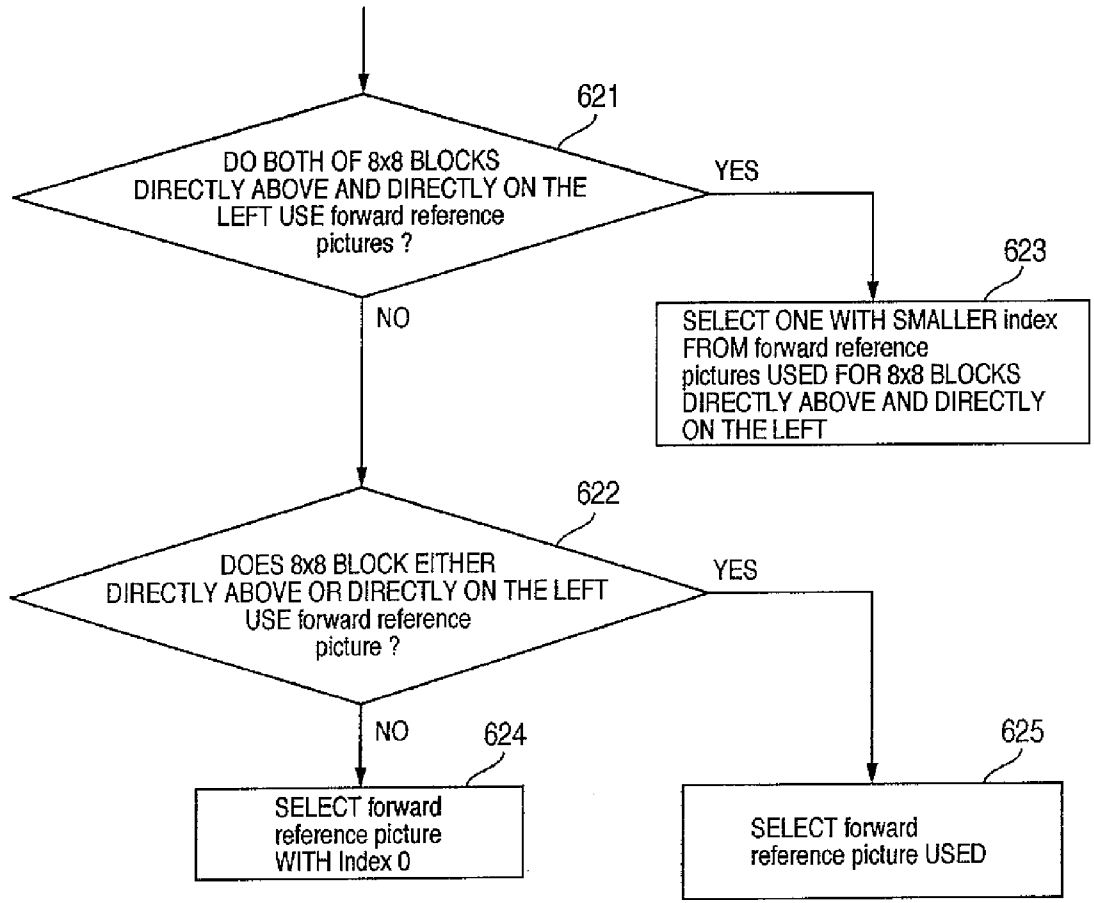 621
DO BOTH OF 8x8 BLOCKS
DIRECTLY ABOVE AND DIRECTLY ON THE
LEFT USE forward reference
pictures ?
YES
NO
623
SELECT ONE WITH SMALLER index
FROM forward reference
pictures USED FOR 8x8 BLOCKS
DIRECTLY ABOVE AND DIRECTLY
ON THE LEFT
622
DOES 8x8 BLOCK EITHER
DIRECTLY ABOVE OR DIRECTLY ON THE LEFT
USE forward reference
picture ?
YES
NO
624
SELECT forward
reference picture
WITH Index 0
625
SELECT forward
reference picture USED